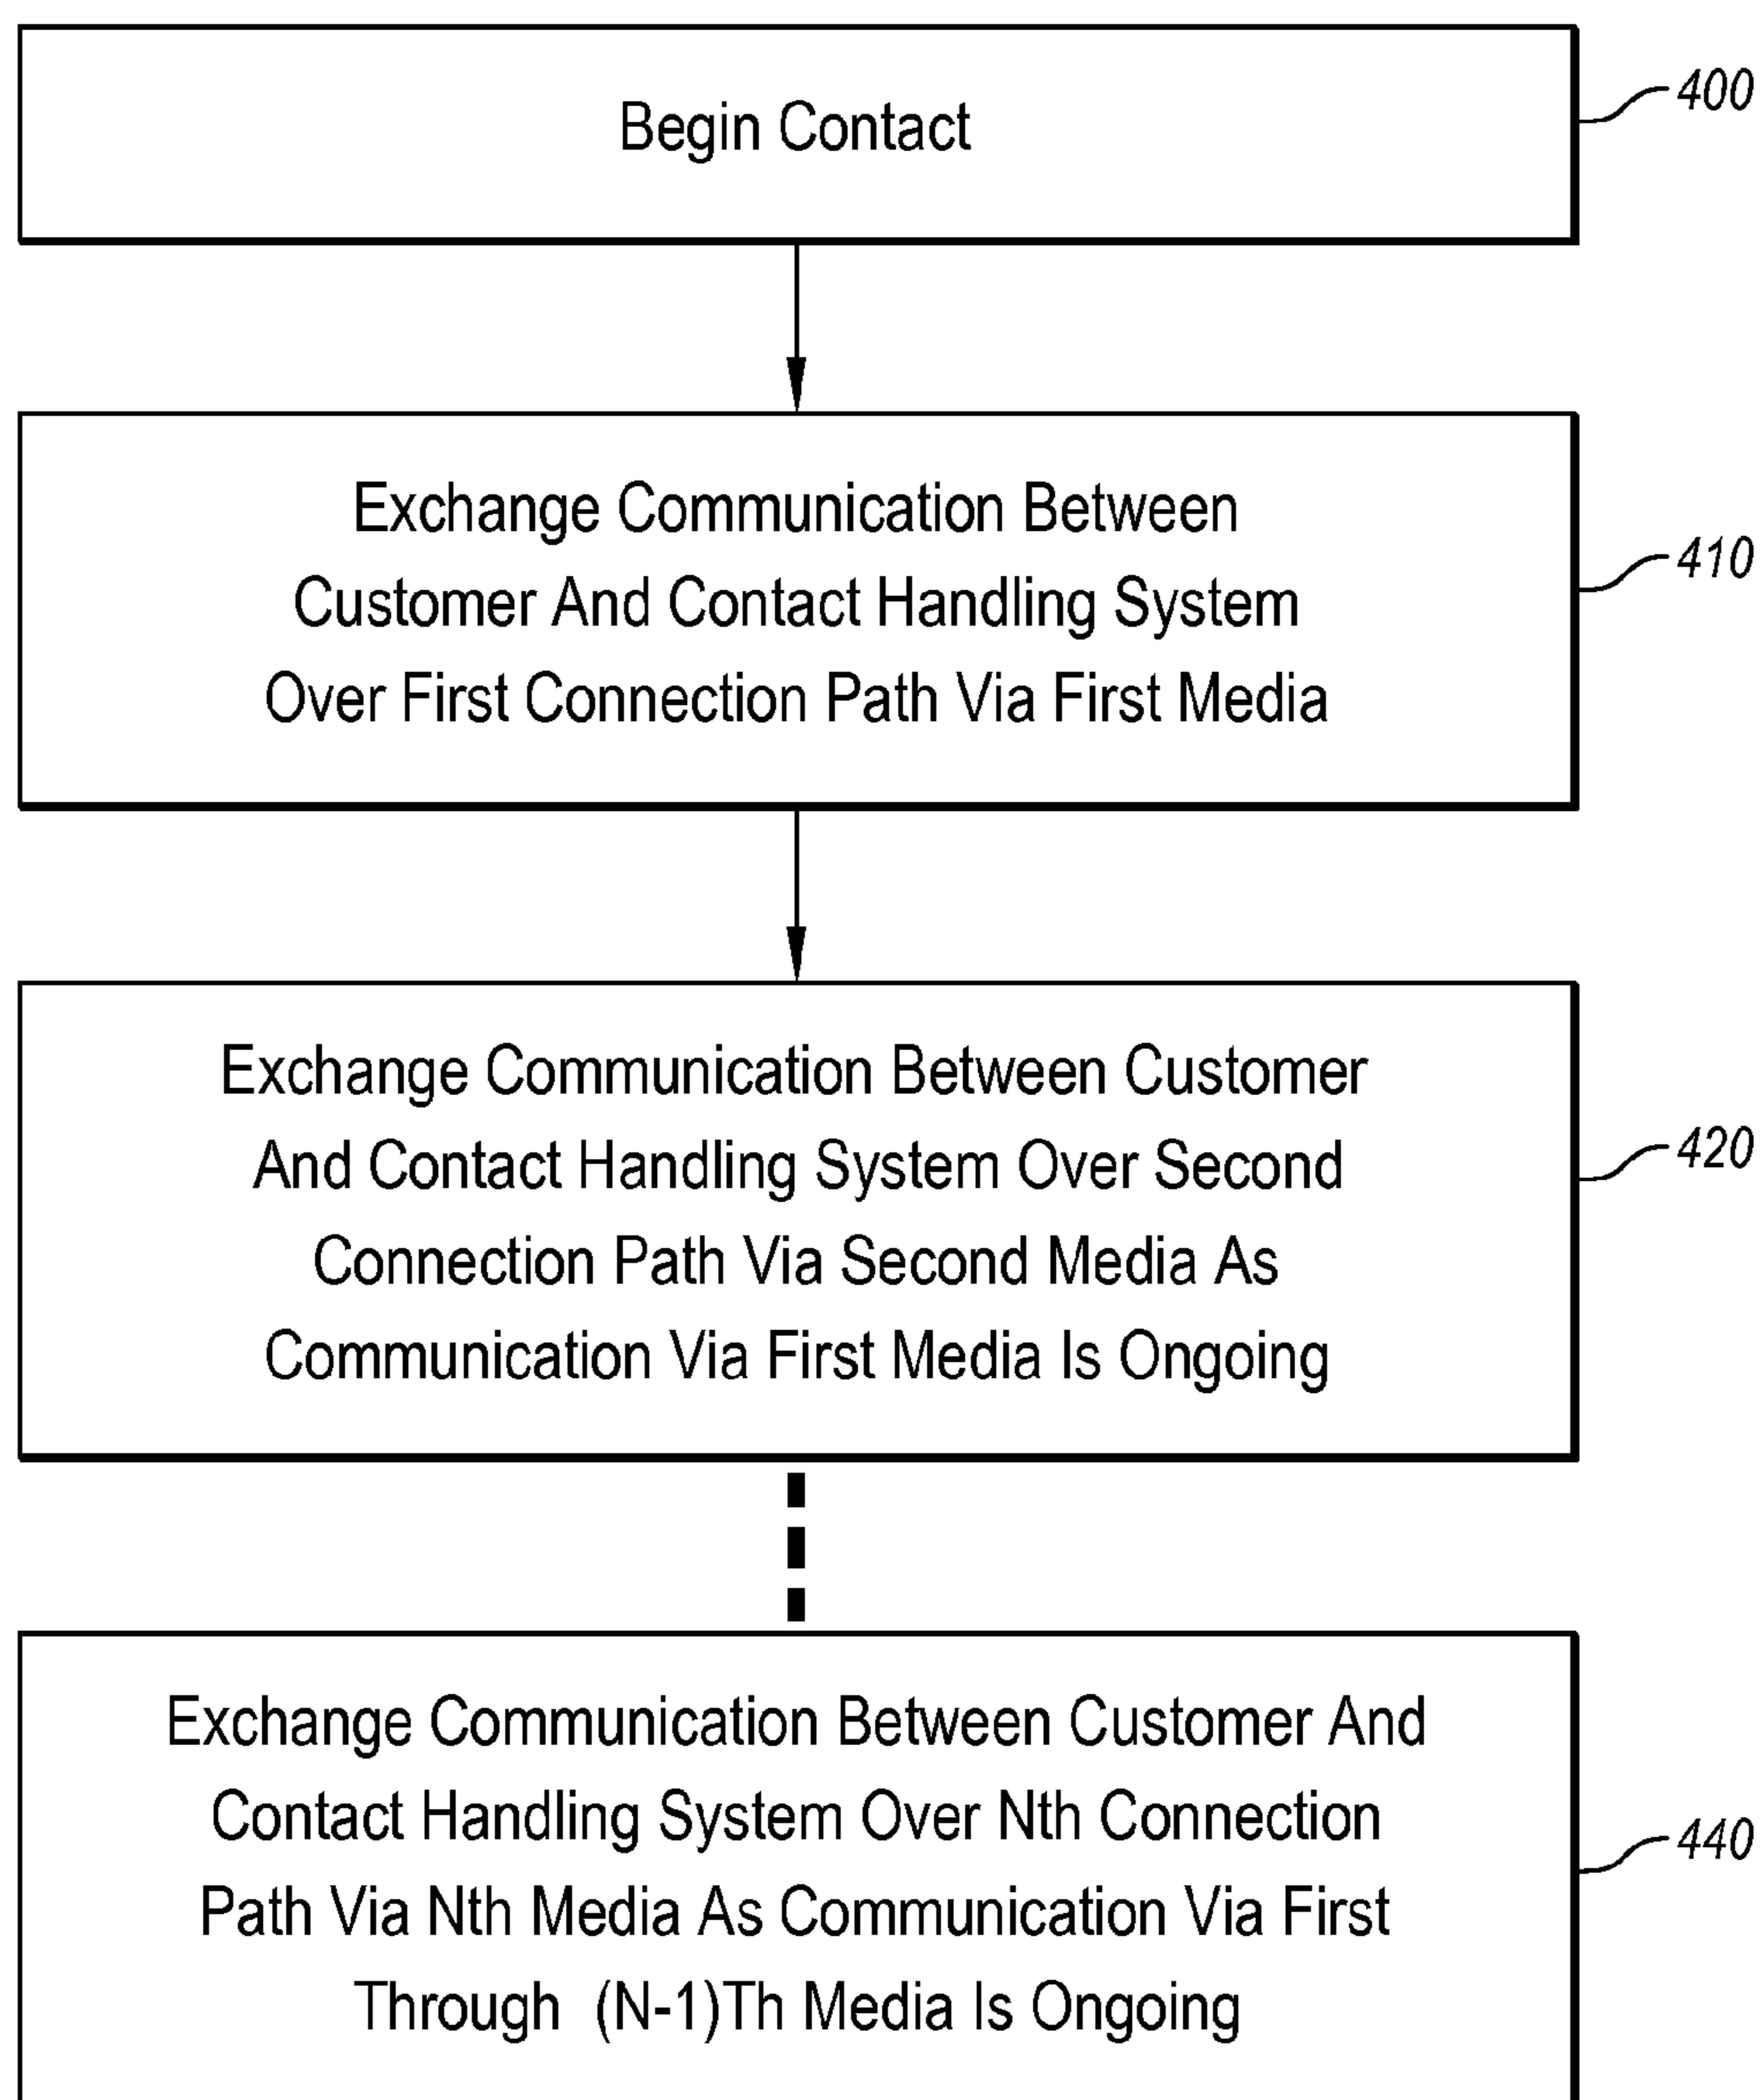 Begin Contact
400
Exchange Communication Between
Customer And Contact Handling System
Over First Connection Path Via First Media
410
Exchange Communication Between Customer
And Contact Handling System Over Second
Connection Path Via Second Media As
Communication Via First Media Is Ongoing
420
Exchange Communication Between Customer And
Contact Handling System Over Nth Connection
Path Via Nth Media As Communication Via First
Through (N-1)Th Media Is Ongoing
440